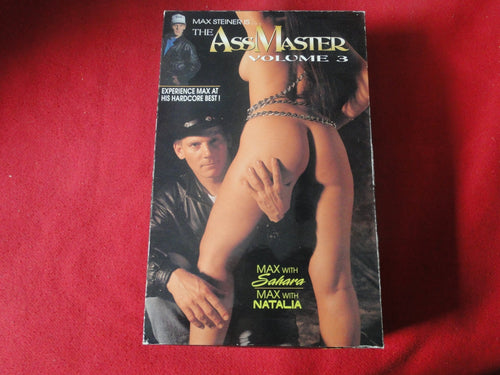 MAX STEINER IS...
THE ASSMASTER
VOLUME 3
EXPERIENCE MAX AT
HIS HARDCORE BEST!
MAX WITH
Sahara
MAX WITH
NATALIA